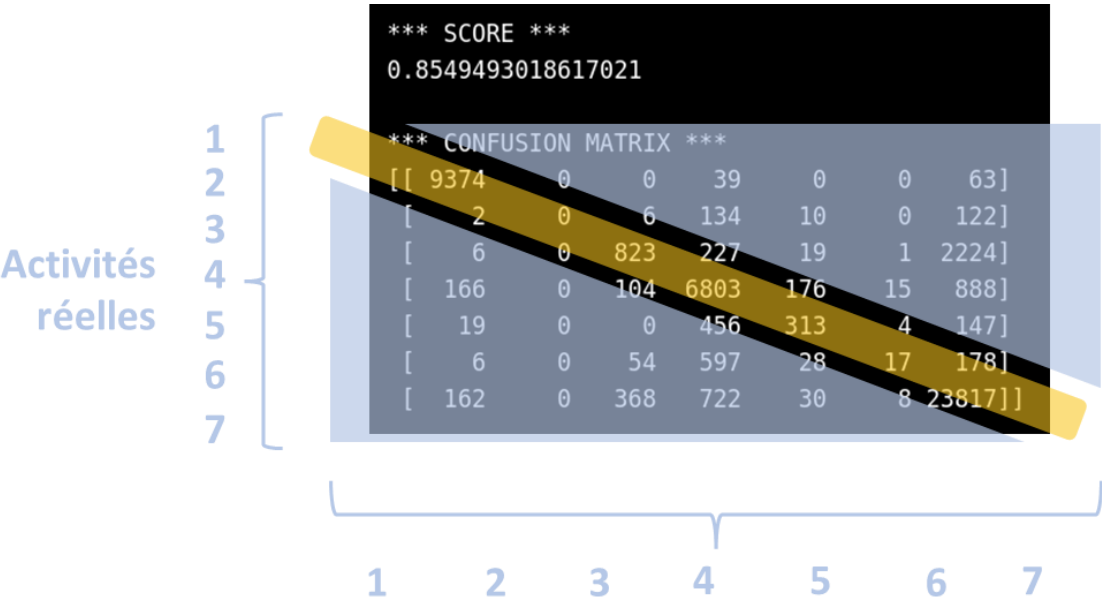 *** SCORE ***
0.8549493018617021
*** CONFUSION MATRIX ***
[[ 9374 0 0 39 0 0 63]
[ 2 0 6 134 10 0 122]
[ 6 0 823 227 19 1 2224]
[ 166 0 104 6803 176 15 888]
[ 19 0 0 456 313 4 147]
[ 6 0 54 597 28 17 178]
[ 162 0 368 722 30 8 23817]]
Activités
réelles
1
2
3
4
5
6
7
1 2 3 4 5 6 7